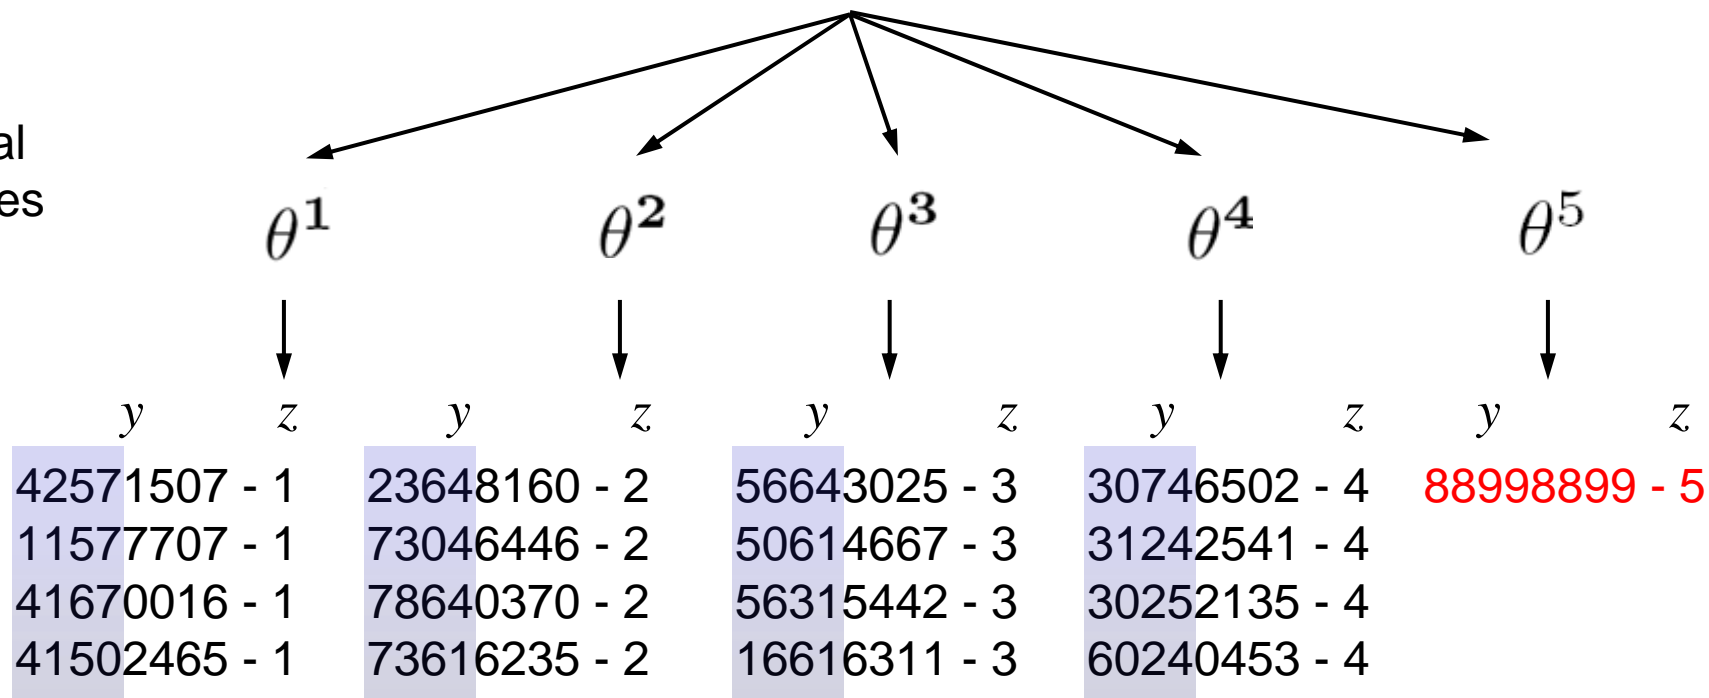 al
es
θ¹ θ² θ³ θ⁴ θ⁵
y z y z y z y z y z
42571507 - 1 23648160 - 2 56643025 - 3 30746502 - 4 88998899 - 5
11577707 - 1 73046446 - 2 50614667 - 3 31242541 - 4
41670016 - 1 78640370 - 2 56315442 - 3 30252135 - 4
41502465 - 1 73616235 - 2 16616311 - 3 60240453 - 4